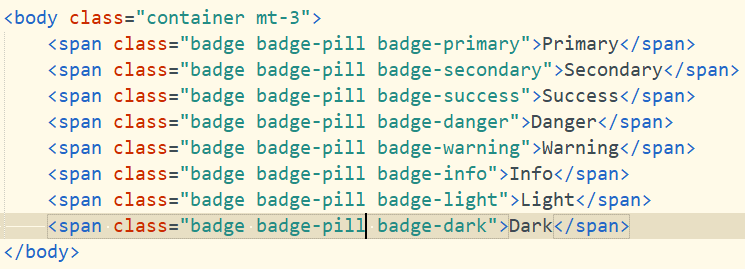 <body class="container mt-3">
    <span class="badge badge-pill badge-primary">Primary</span>
    <span class="badge badge-pill badge-secondary">Secondary</span>
    <span class="badge badge-pill badge-success">Success</span>
    <span class="badge badge-pill badge-danger">Danger</span>
    <span class="badge badge-pill badge-warning">Warning</span>
    <span class="badge badge-pill badge-info">Info</span>
    <span class="badge badge-pill badge-light">Light</span>
    <span class="badge badge-pill badge-dark">Dark</span>
</body>